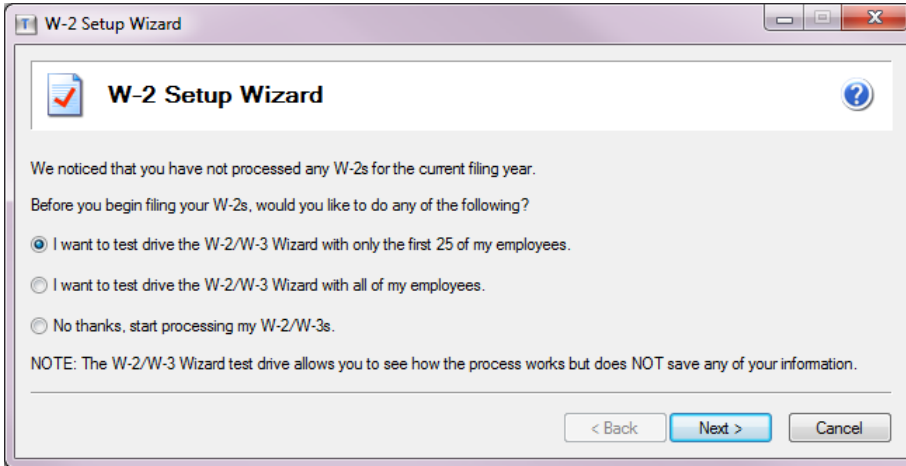 W-2 Setup Wizard
W-2 Setup Wizard
We noticed that you have not processed any W-2s for the current filing year.
Before you begin filing your W-2s, would you like to do any of the following?
I want to test drive the W-2/W-3 Wizard with only the first 25 of my employees.
I want to test drive the W-2/W-3 Wizard with all of my employees.
No thanks, start processing my W-2/W-3s.
NOTE: The W-2/W-3 Wizard test drive allows you to see how the process works but does NOT save any of your information.
< Back Next > Cancel